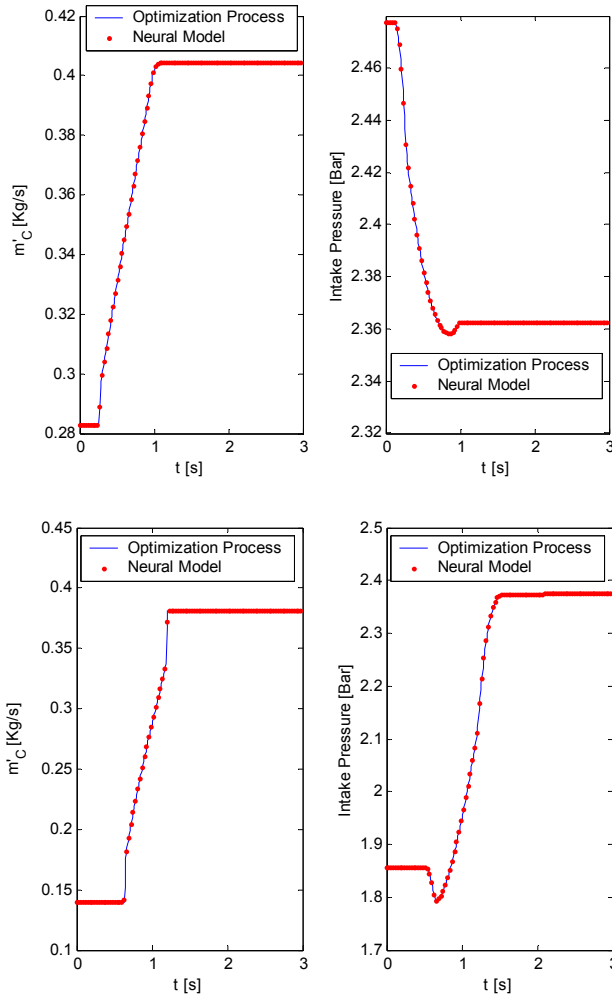 0.42
0.4
0.38
0.36
0.34
0.32
0.3
0.28
m'C [Kg/s]
0 1 2 3
t [s]
Optimization Process
Neural Model
2.46
2.44
2.42
2.4
2.38
2.36
2.34
2.32
Intake Pressure [Bar]
0 1 2 3
t [s]
Optimization Process
Neural Model
0.45
0.4
0.35
0.3
0.25
0.2
0.15
0.1
m'C [Kg/s]
0 1 2 3
t [s]
Optimization Process
Neural Model
2.5
2.4
2.3
2.2
2.1
2
1.9
1.8
1.7
Intake Pressure [Bar]
0 1 2 3
t [s]
Optimization Process
Neural Model